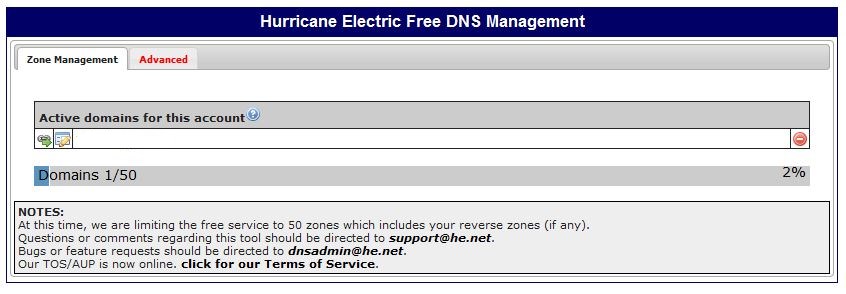 Hurricane Electric Free DNS Management
Zone Management Advanced
Active domains for this account
Domains 1/50 2%
NOTES:
At this time, we are limiting the free service to 50 zones which includes your reverse zones (if any).
Questions or comments regarding this tool should be directed to support@he.net.
Bugs or feature requests should be directed to dnsadmin@he.net.
Our TOS/AUP is now online. click for our Terms of Service.